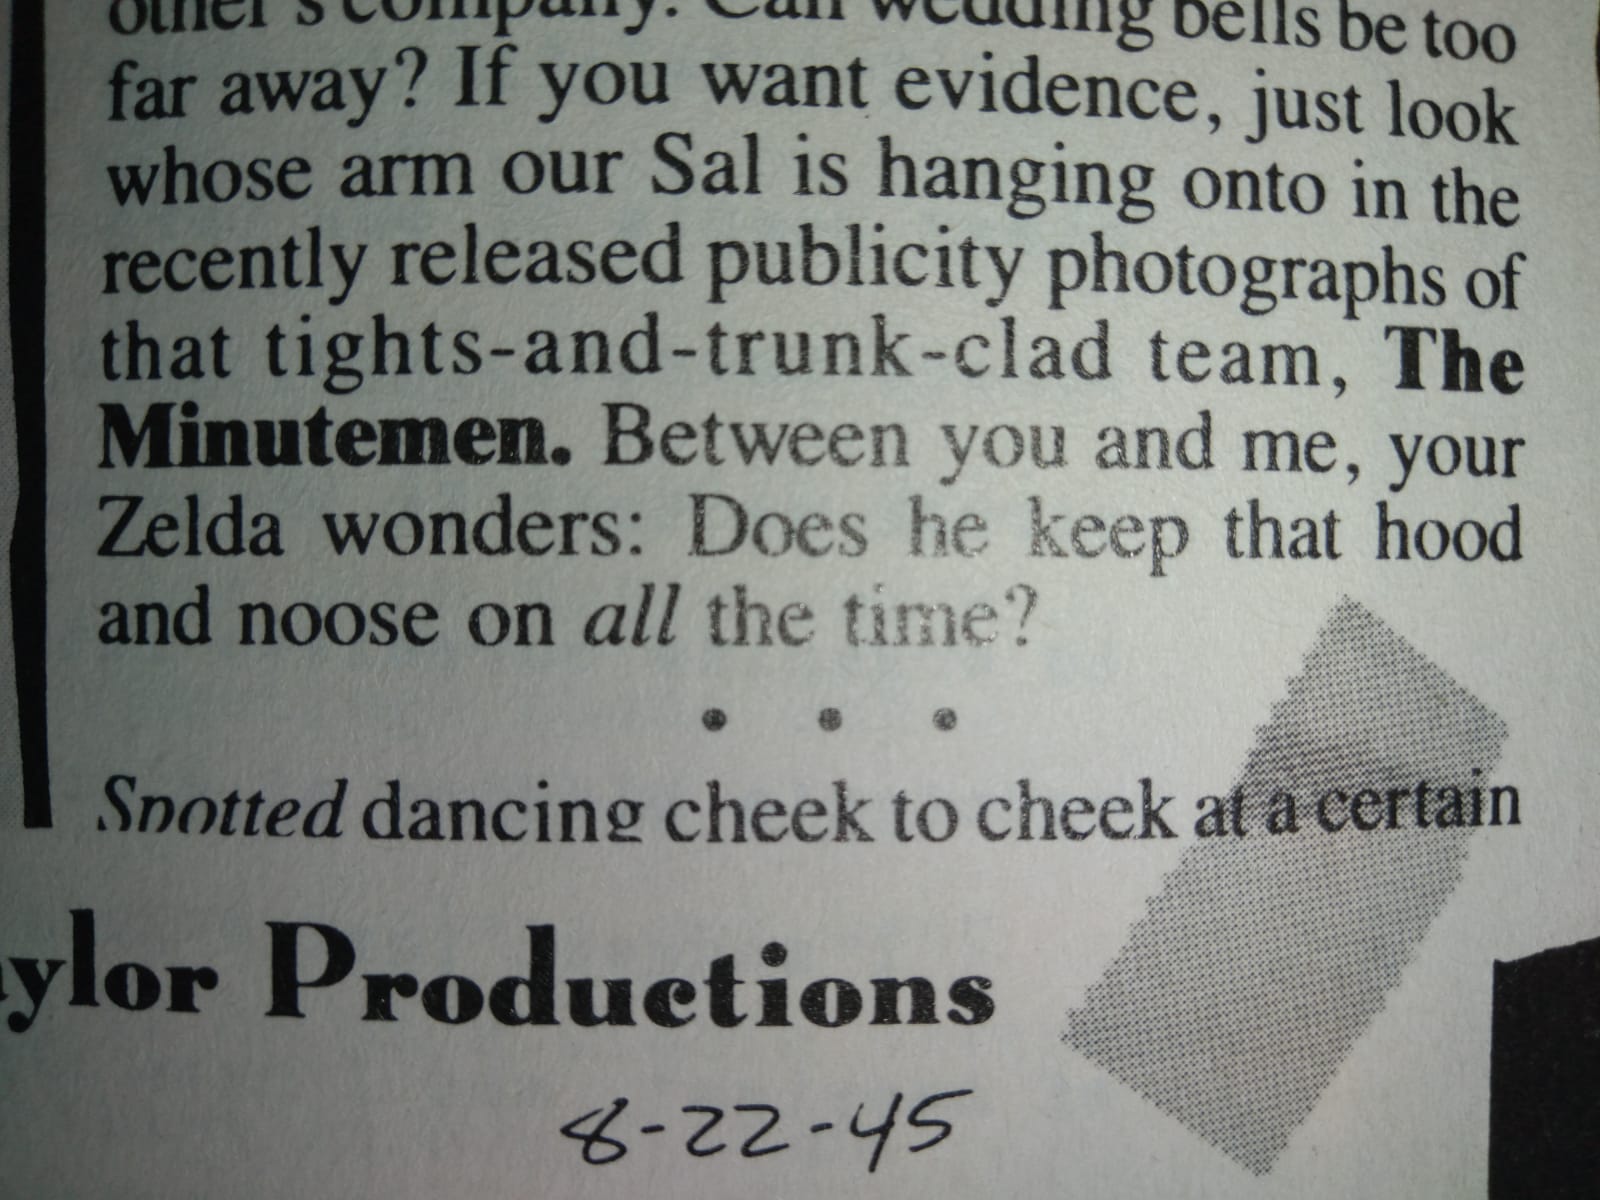 other's company. Can wedding bells be too
far away? If you want evidence, just look
whose arm our Sal is hanging onto in the
recently released publicity photographs of
that tights-and-trunk-clad team, The
Minutemen. Between you and me, your
Zelda wonders: Does he keep that hood
and noose on all the time?
• • •
Spotted dancing cheek to cheek at a certain
aylor Productions
8-22-45